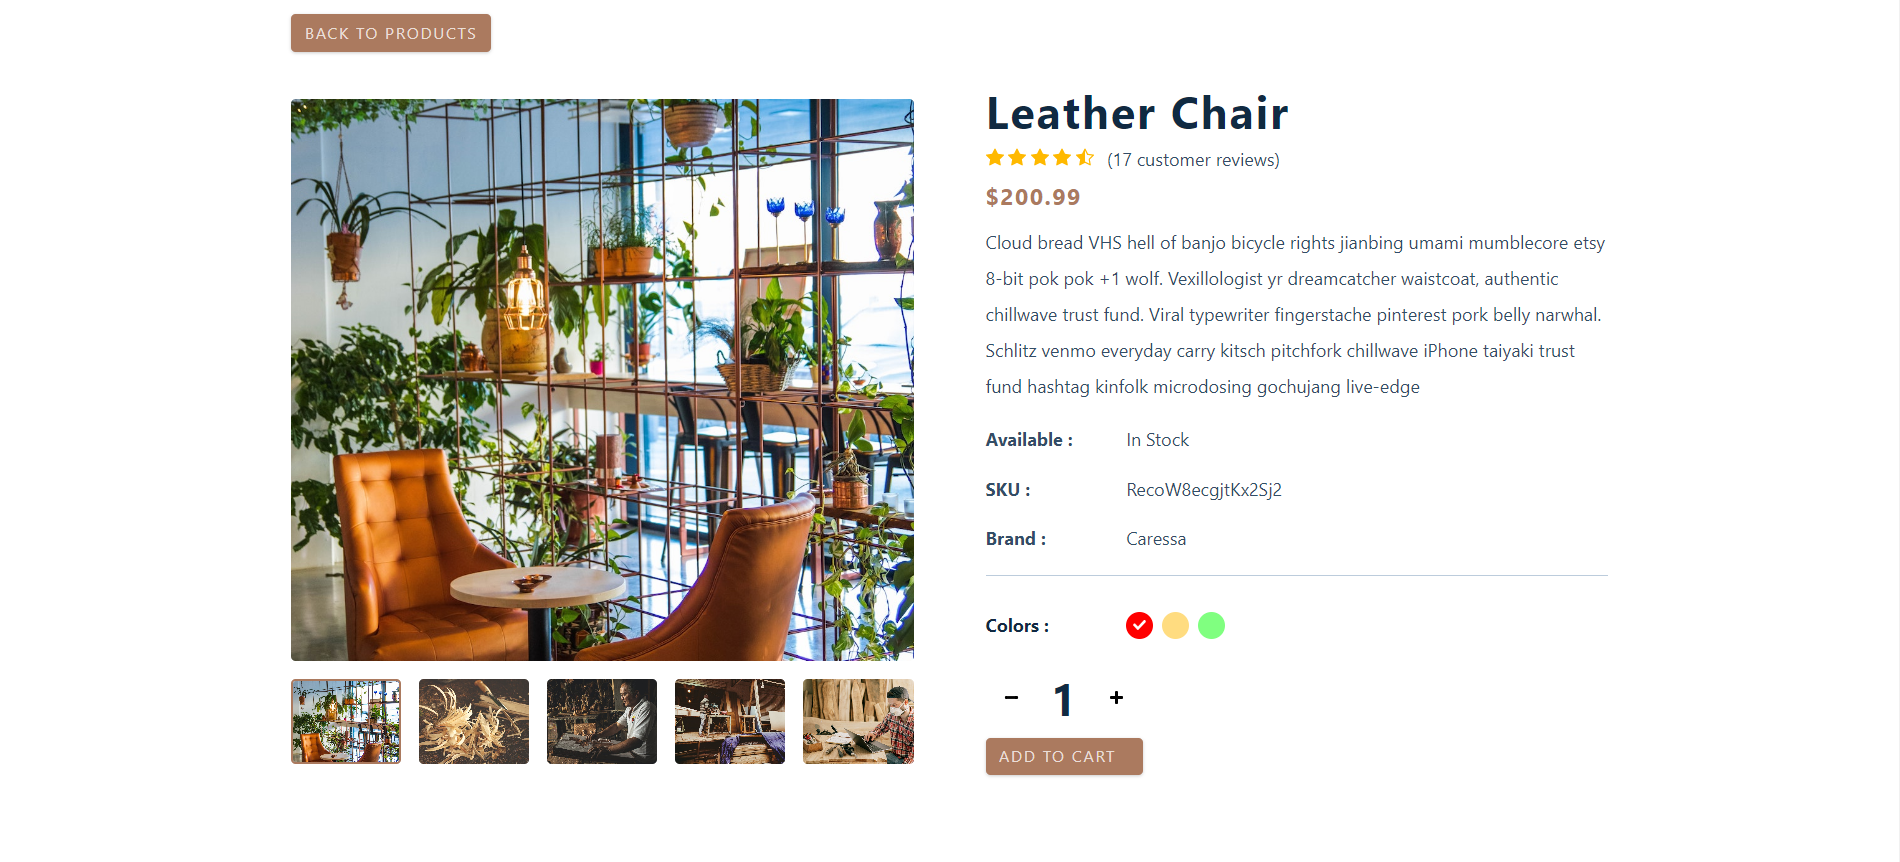 BACK TO PRODUCTS
Leather Chair
(17 customer reviews)
$200.99
Cloud bread VHS hell of banjo bicycle rights jianbing umami mumblecore etsy
8-bit pok pok +1 wolf. Vexillologist yr dreamcatcher waistcoat, authentic
chillwave trust fund. Viral typewriter fingerstache pinterest pork belly narwhal.
Schlitz venmo everyday carry kitsch pitchfork chillwave iPhone taiyaki trust
fund hashtag kinfolk microdosing gochujang live-edge
Available : In Stock
SKU : RecoW8ecgjtKx2Sj2
Brand : Caressa
Colors :
− 1 +
ADD TO CART